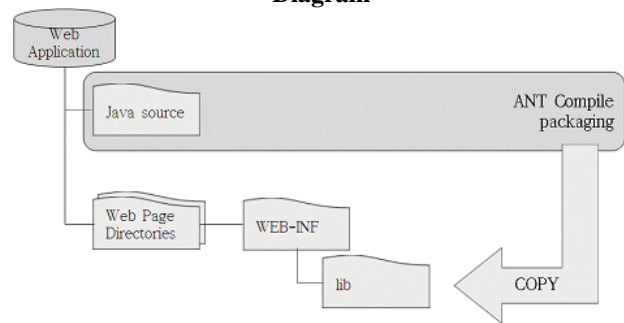 Diagram
Web
Application
Java source
ANT Compile
packaging
Web Page
Directories
WEB-INF
lib
COPY